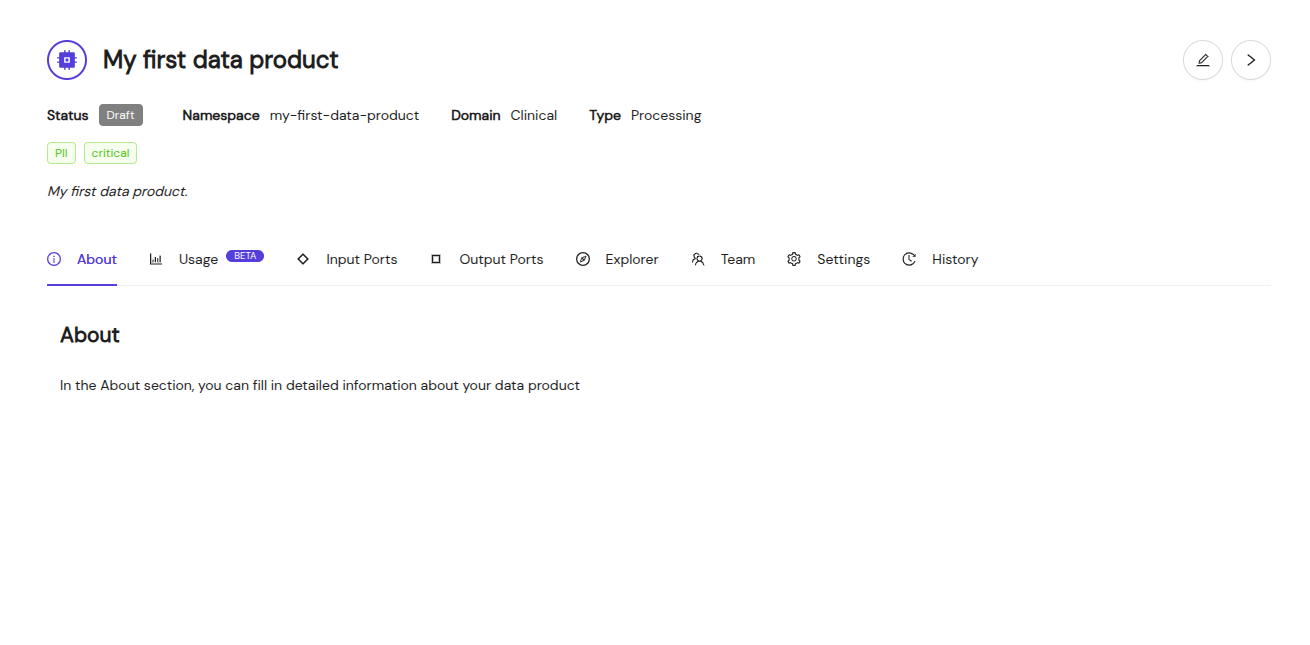 My first data product
Status Draft Namespace my-first-data-product Domain Clinical Type Processing
PII critical
My first data product.
About Usage BETA Input Ports Output Ports Explorer Team Settings History
About
In the About section, you can fill in detailed information about your data product